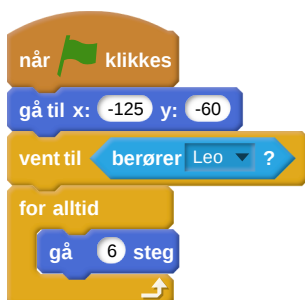 når klikkes
gå til x: -125 y: -60
vent til berører Leo ?
for alltid
gå 6 steg